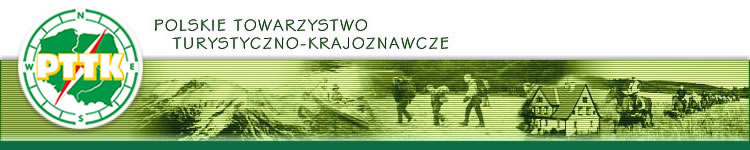 POLSKIE TOWARZYSTWO
TURYSTYCZNO-KRAJOZNAWCZE
N
W PTTK E
S